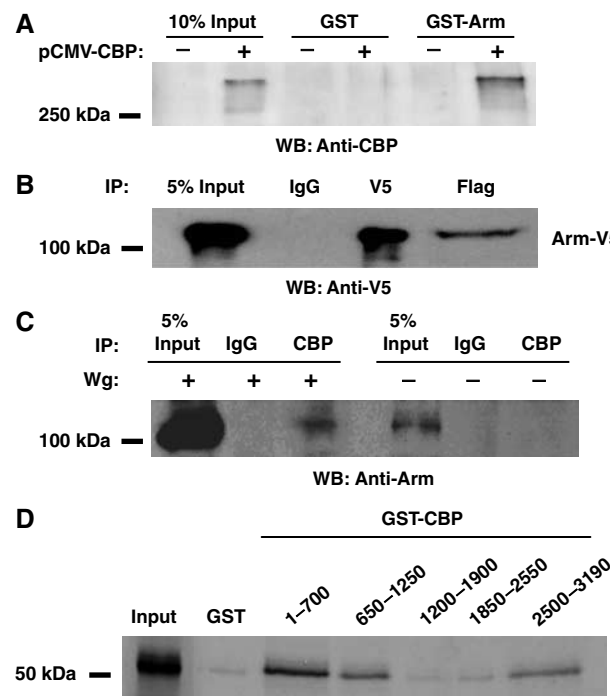 A
10% Input GST GST-Arm
pCMV-CBP: – + – + – +
250 kDa
WB: Anti-CBP
B
IP: 5% Input IgG V5 Flag
100 kDa
Arm-V5
WB: Anti-V5
C
5% 5%
IP: Input IgG CBP Input IgG CBP
Wg: + + + – – –
100 kDa
WB: Anti-Arm
D
GST-CBP
Input GST 1–700 650–1250 1200–1900 1850–2550 2500–3190
50 kDa